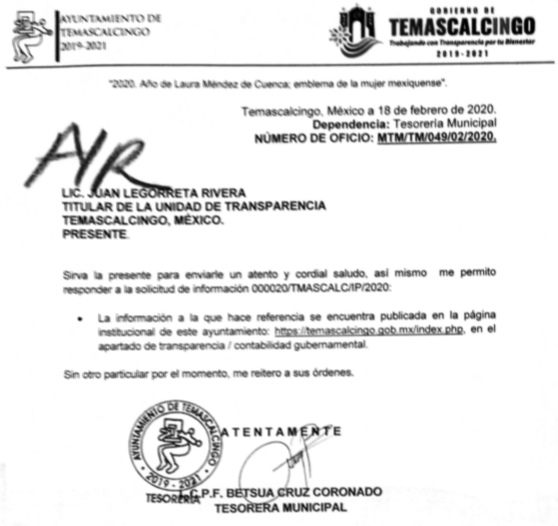 AYUNTAMIENTO DE
TEMASCALCINGO
2019-2021
GOBIERNO DE
TEMASCALCINGO
Trabajando con Transparencia por tu Bienestar
2019-2021
"2020. Año de Laura Méndez de Cuenca; emblema de la mujer mexiquense".
Temascalcingo, México a 18 de febrero de 2020.
Dependencia: Tesorería Municipal
NÚMERO DE OFICIO: MTM/TM/049/02/2020.
LIC. JUAN LEGORRETA RIVERA
TITULAR DE LA UNIDAD DE TRANSPARENCIA
TEMASCALCINGO, MÉXICO.
PRESENTE
Sirva la presente para enviarle un atento y cordial saludo, así mismo me permito
responder a la solicitud de información 000020/TMASCALC/IP/2020:
• La información a la que hace referencia se encuentra publicada en la página
institucional de este ayuntamiento: https://temascalcingo.gob.mx/index.php, en el
apartado de transparencia / contabilidad gubernamental.
Sin otro particular por el momento, me reitero a sus órdenes.
ATENTAMENTE
AYUNTAMIENTO DE TEMASCALCINGO
2019 - 2021
TESORERÍA
L.C.P.F. BETSUA CRUZ CORONADO
TESORERA MUNICIPAL